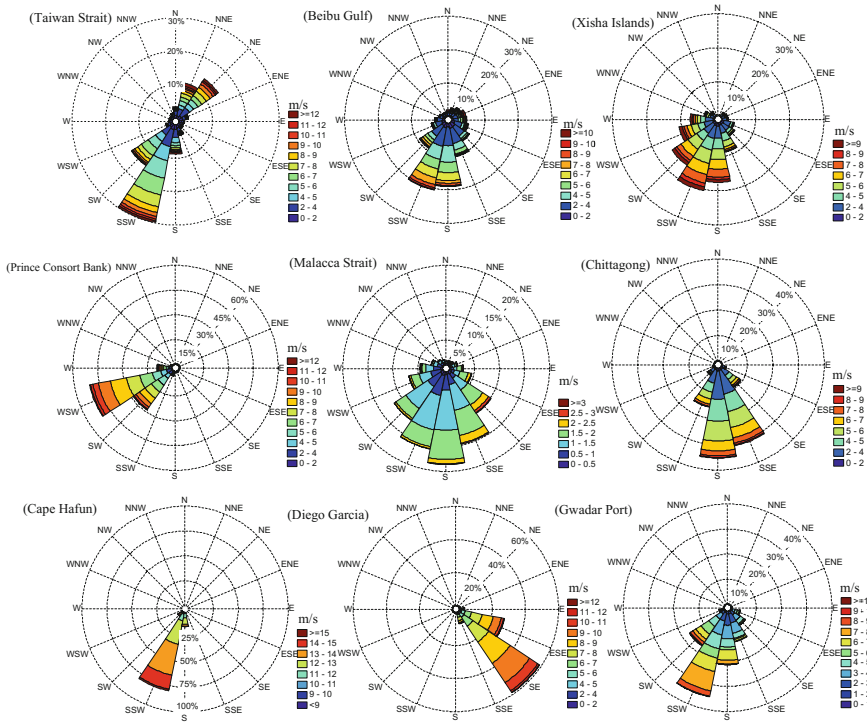 (Taiwan Strait)
N
NNE
NE
ENE
E
ESE
SE
SSE
S
SSW
SW
WSW
W
WNW
NW
NNW
10%
20%
30%
m/s
>=12
11 - 12
10 - 11
9 - 10
8 - 9
7 - 8
6 - 7
5 - 6
4 - 5
2 - 4
0 - 2
(Beibu Gulf)
N
NNE
NE
ENE
E
ESE
SE
SSE
S
SSW
SW
WSW
W
WNW
NW
NNW
10%
20%
30%
m/s
>=10
9 - 10
8 - 9
7 - 8
6 - 7
5 - 6
4 - 5
2 - 4
0 - 2
(Xisha Islands)
N
NNE
NE
ENE
E
ESE
SE
SSE
S
SSW
SW
WSW
W
WNW
NW
NNW
10%
20%
30%
m/s
>=9
8 - 9
7 - 8
6 - 7
5 - 6
4 - 5
2 - 4
0 - 2
(Prince Consort Bank)
N
NNE
NE
ENE
E
ESE
SE
SSE
S
SSW
SW
WSW
W
WNW
NW
NNW
15%
30%
45%
60%
m/s
>=12
11 - 12
10 - 11
9 - 10
8 - 9
7 - 8
6 - 7
5 - 6
4 - 5
2 - 4
0 - 2
(Malacca Strait)
N
NNE
NE
ENE
E
ESE
SE
SSE
S
SSW
SW
WSW
W
WNW
NW
NNW
5%
10%
15%
20%
m/s
>=3
2.5 - 3
2 - 2.5
1.5 - 2
1 - 1.5
0.5 - 1
0 - 0.5
(Chittagong)
N
NNE
NE
ENE
E
ESE
SE
SSE
S
SSW
SW
WSW
W
WNW
NW
NNW
10%
20%
30%
40%
m/s
>=9
8 - 9
7 - 8
6 - 7
5 - 6
4 - 5
2 - 4
0 - 2
(Cape Hafun)
N
NNE
NE
ENE
E
ESE
SE
SSE
S
SSW
SW
WSW
W
WNW
NW
NNW
25%
50%
75%
100%
m/s
>=15
14 - 15
13 - 14
12 - 13
11 - 12
10 - 11
9 - 10
<9
(Diego Garcia)
N
NNE
NE
ENE
E
ESE
SE
SSE
S
SSW
SW
WSW
W
WNW
NW
NNW
20%
40%
60%
m/s
>=12
11 - 12
10 - 11
9 - 10
8 - 9
7 - 8
6 - 7
5 - 6
4 - 5
2 - 4
0 - 2
(Gwadar Port)
N
NNE
NE
ENE
E
ESE
SE
SSE
S
SSW
SW
WSW
W
WNW
NW
NNW
10%
20%
30%
40%
m/s
>=1
9 -
8 -
7 -
6 -
5 -
4 -
3 -
2 -
1 -
0 -